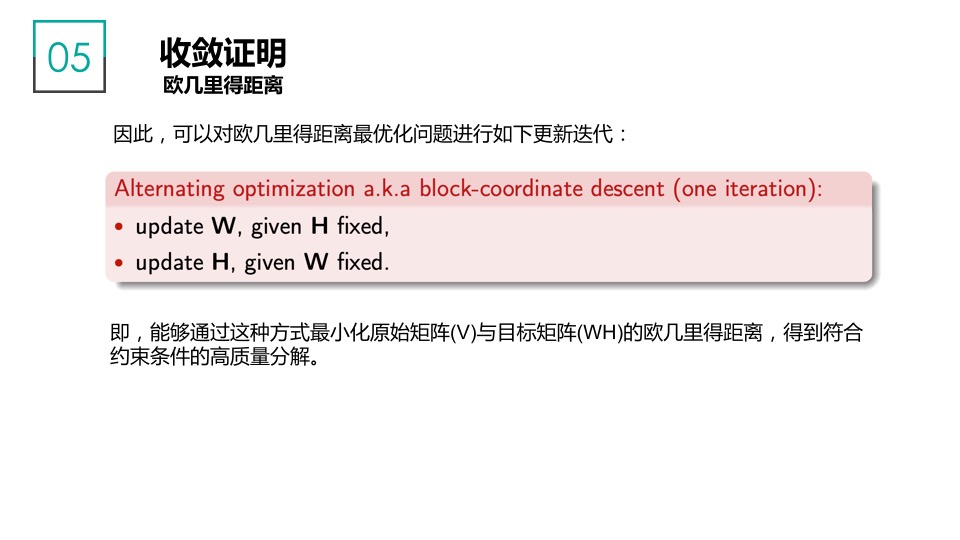 05
收敛证明
欧几里得距离
因此，可以对欧几里得距离最优化问题进行如下更新迭代：
Alternating optimization a.k.a block-coordinate descent (one iteration):
• update W, given H fixed,
• update H, given W fixed.
即，能够通过这种方式最小化原始矩阵(V)与目标矩阵(WH)的欧几里得距离，得到符合
约束条件的高质量分解。